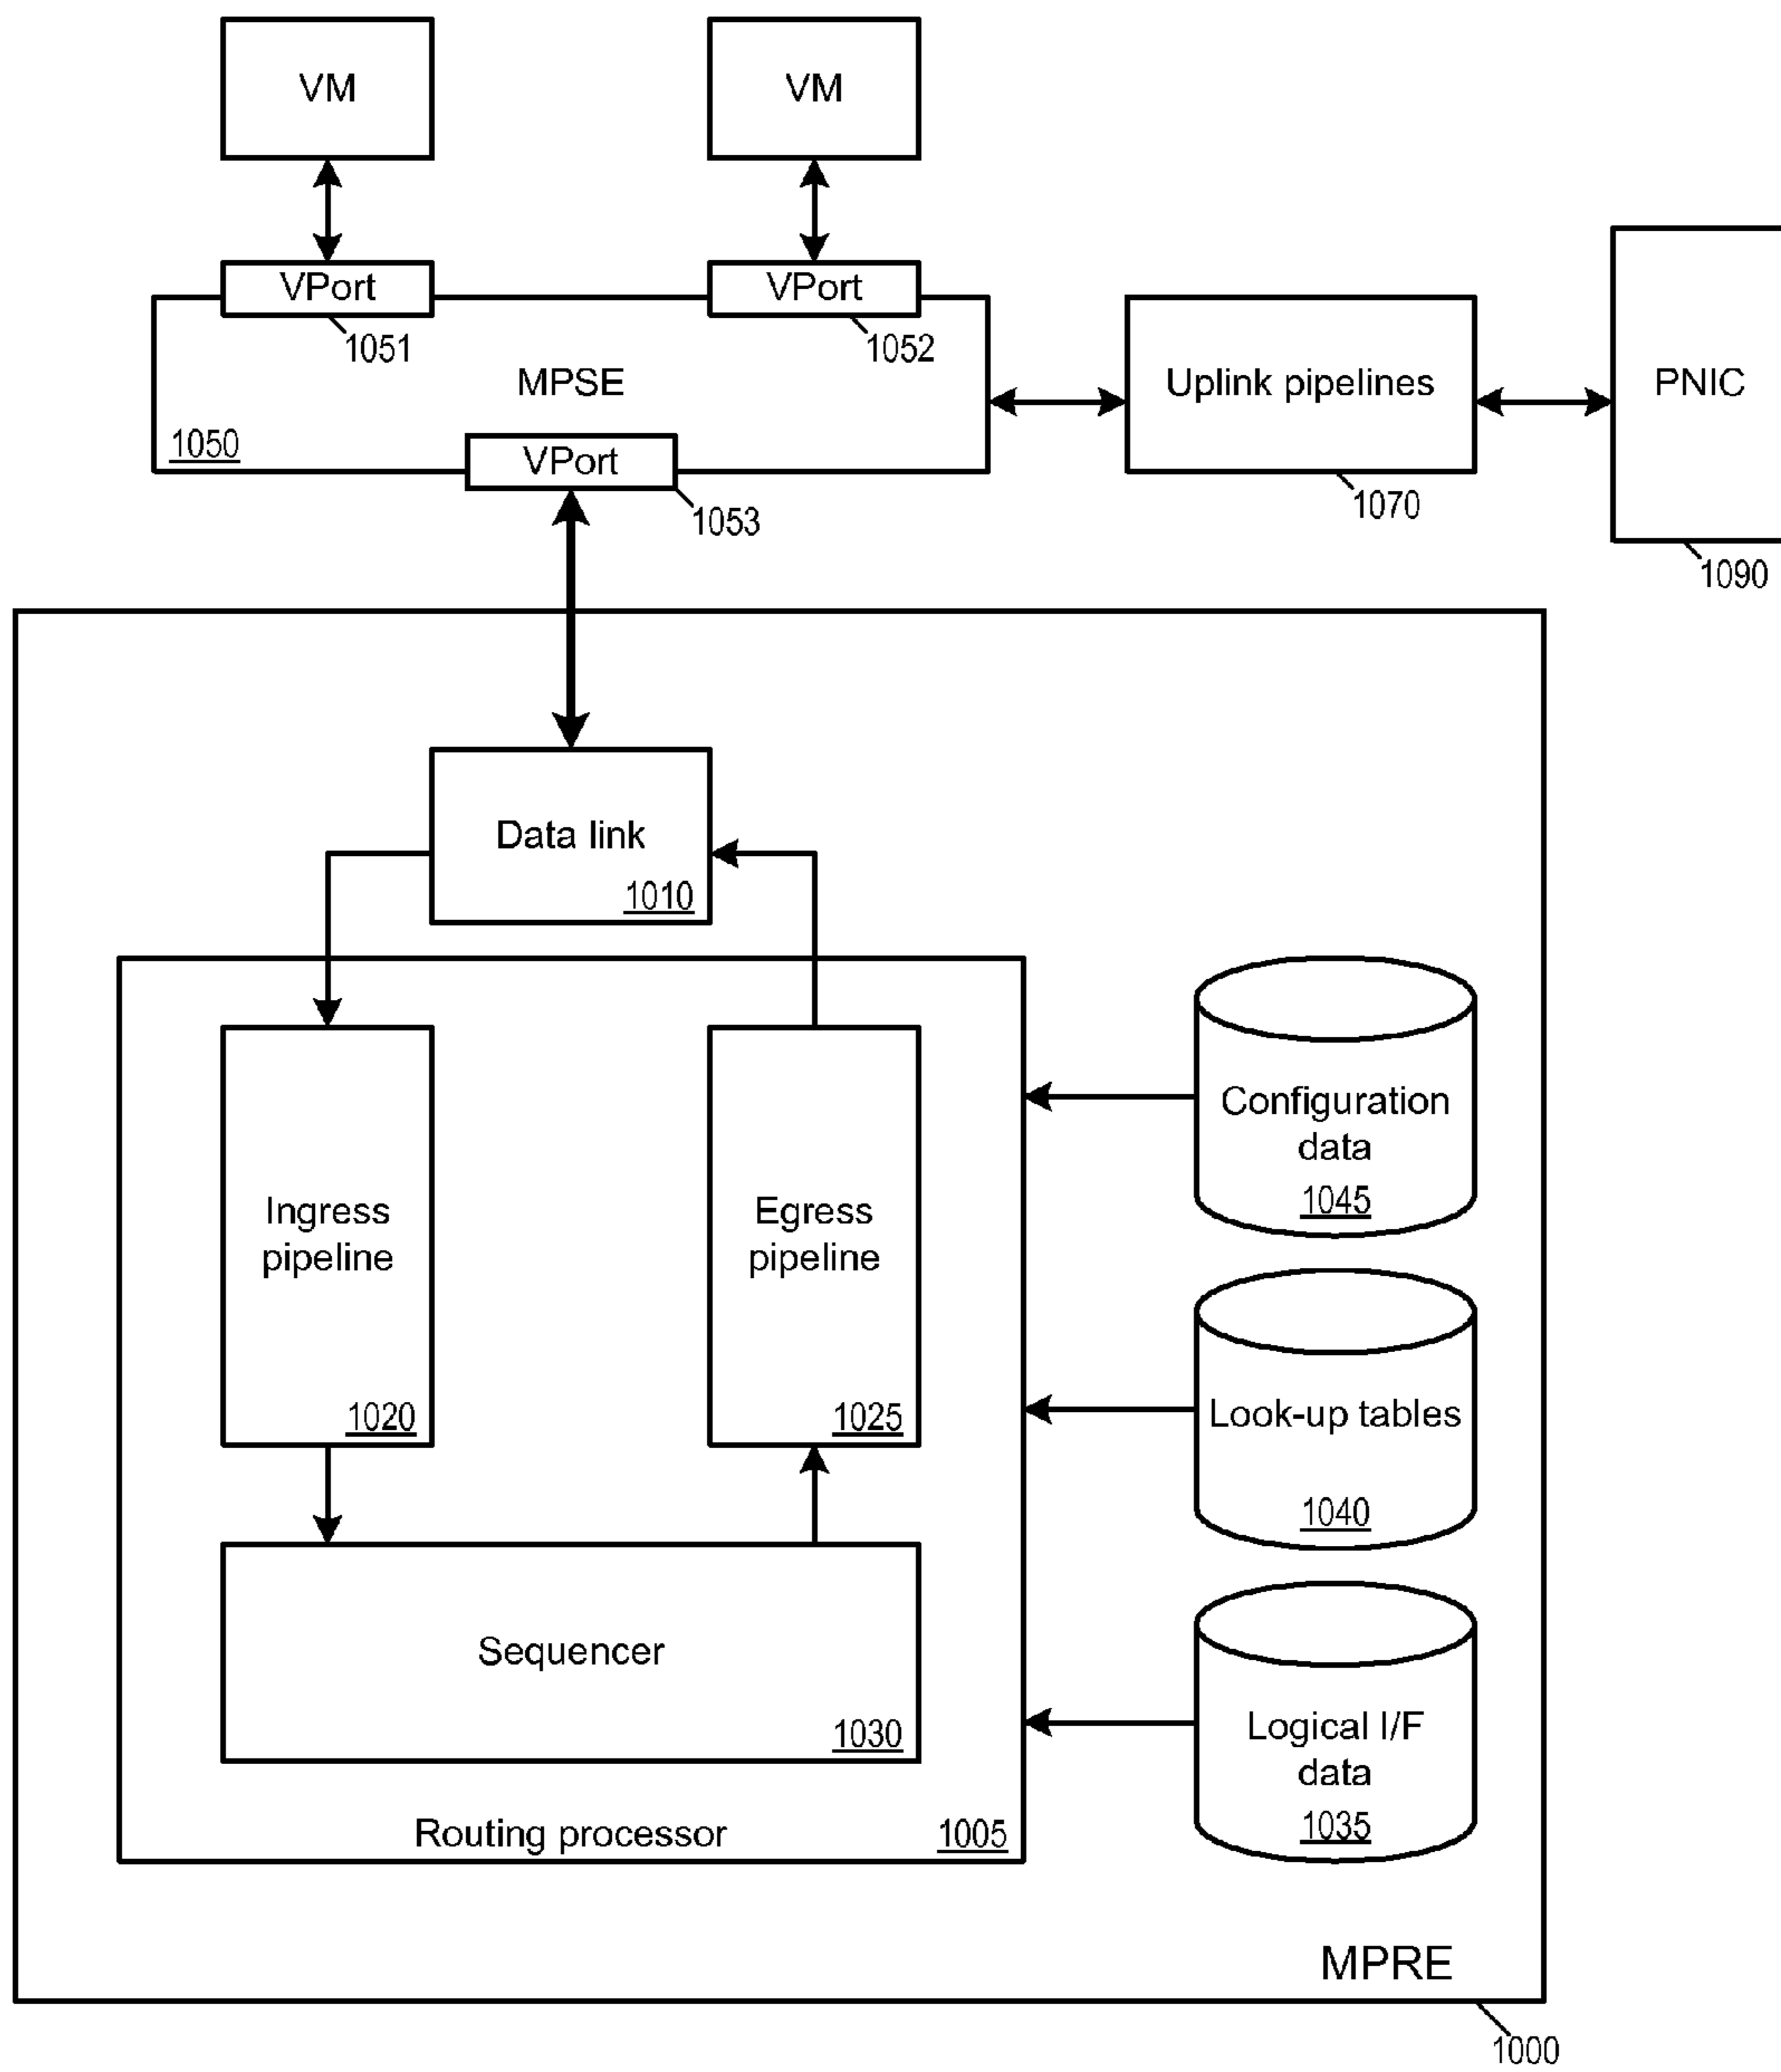 VM
VM
VPort
VPort
1051
1052
MPSE
Uplink pipelines
PNIC
1050
VPort
1053
1070
1090
Data link
1010
Ingress
pipeline
1020
Egress
pipeline
1025
Configuration
data
1045
Look-up tables
1040
Sequencer
1030
Logical I/F
data
1035
Routing processor
1005
MPRE
1000